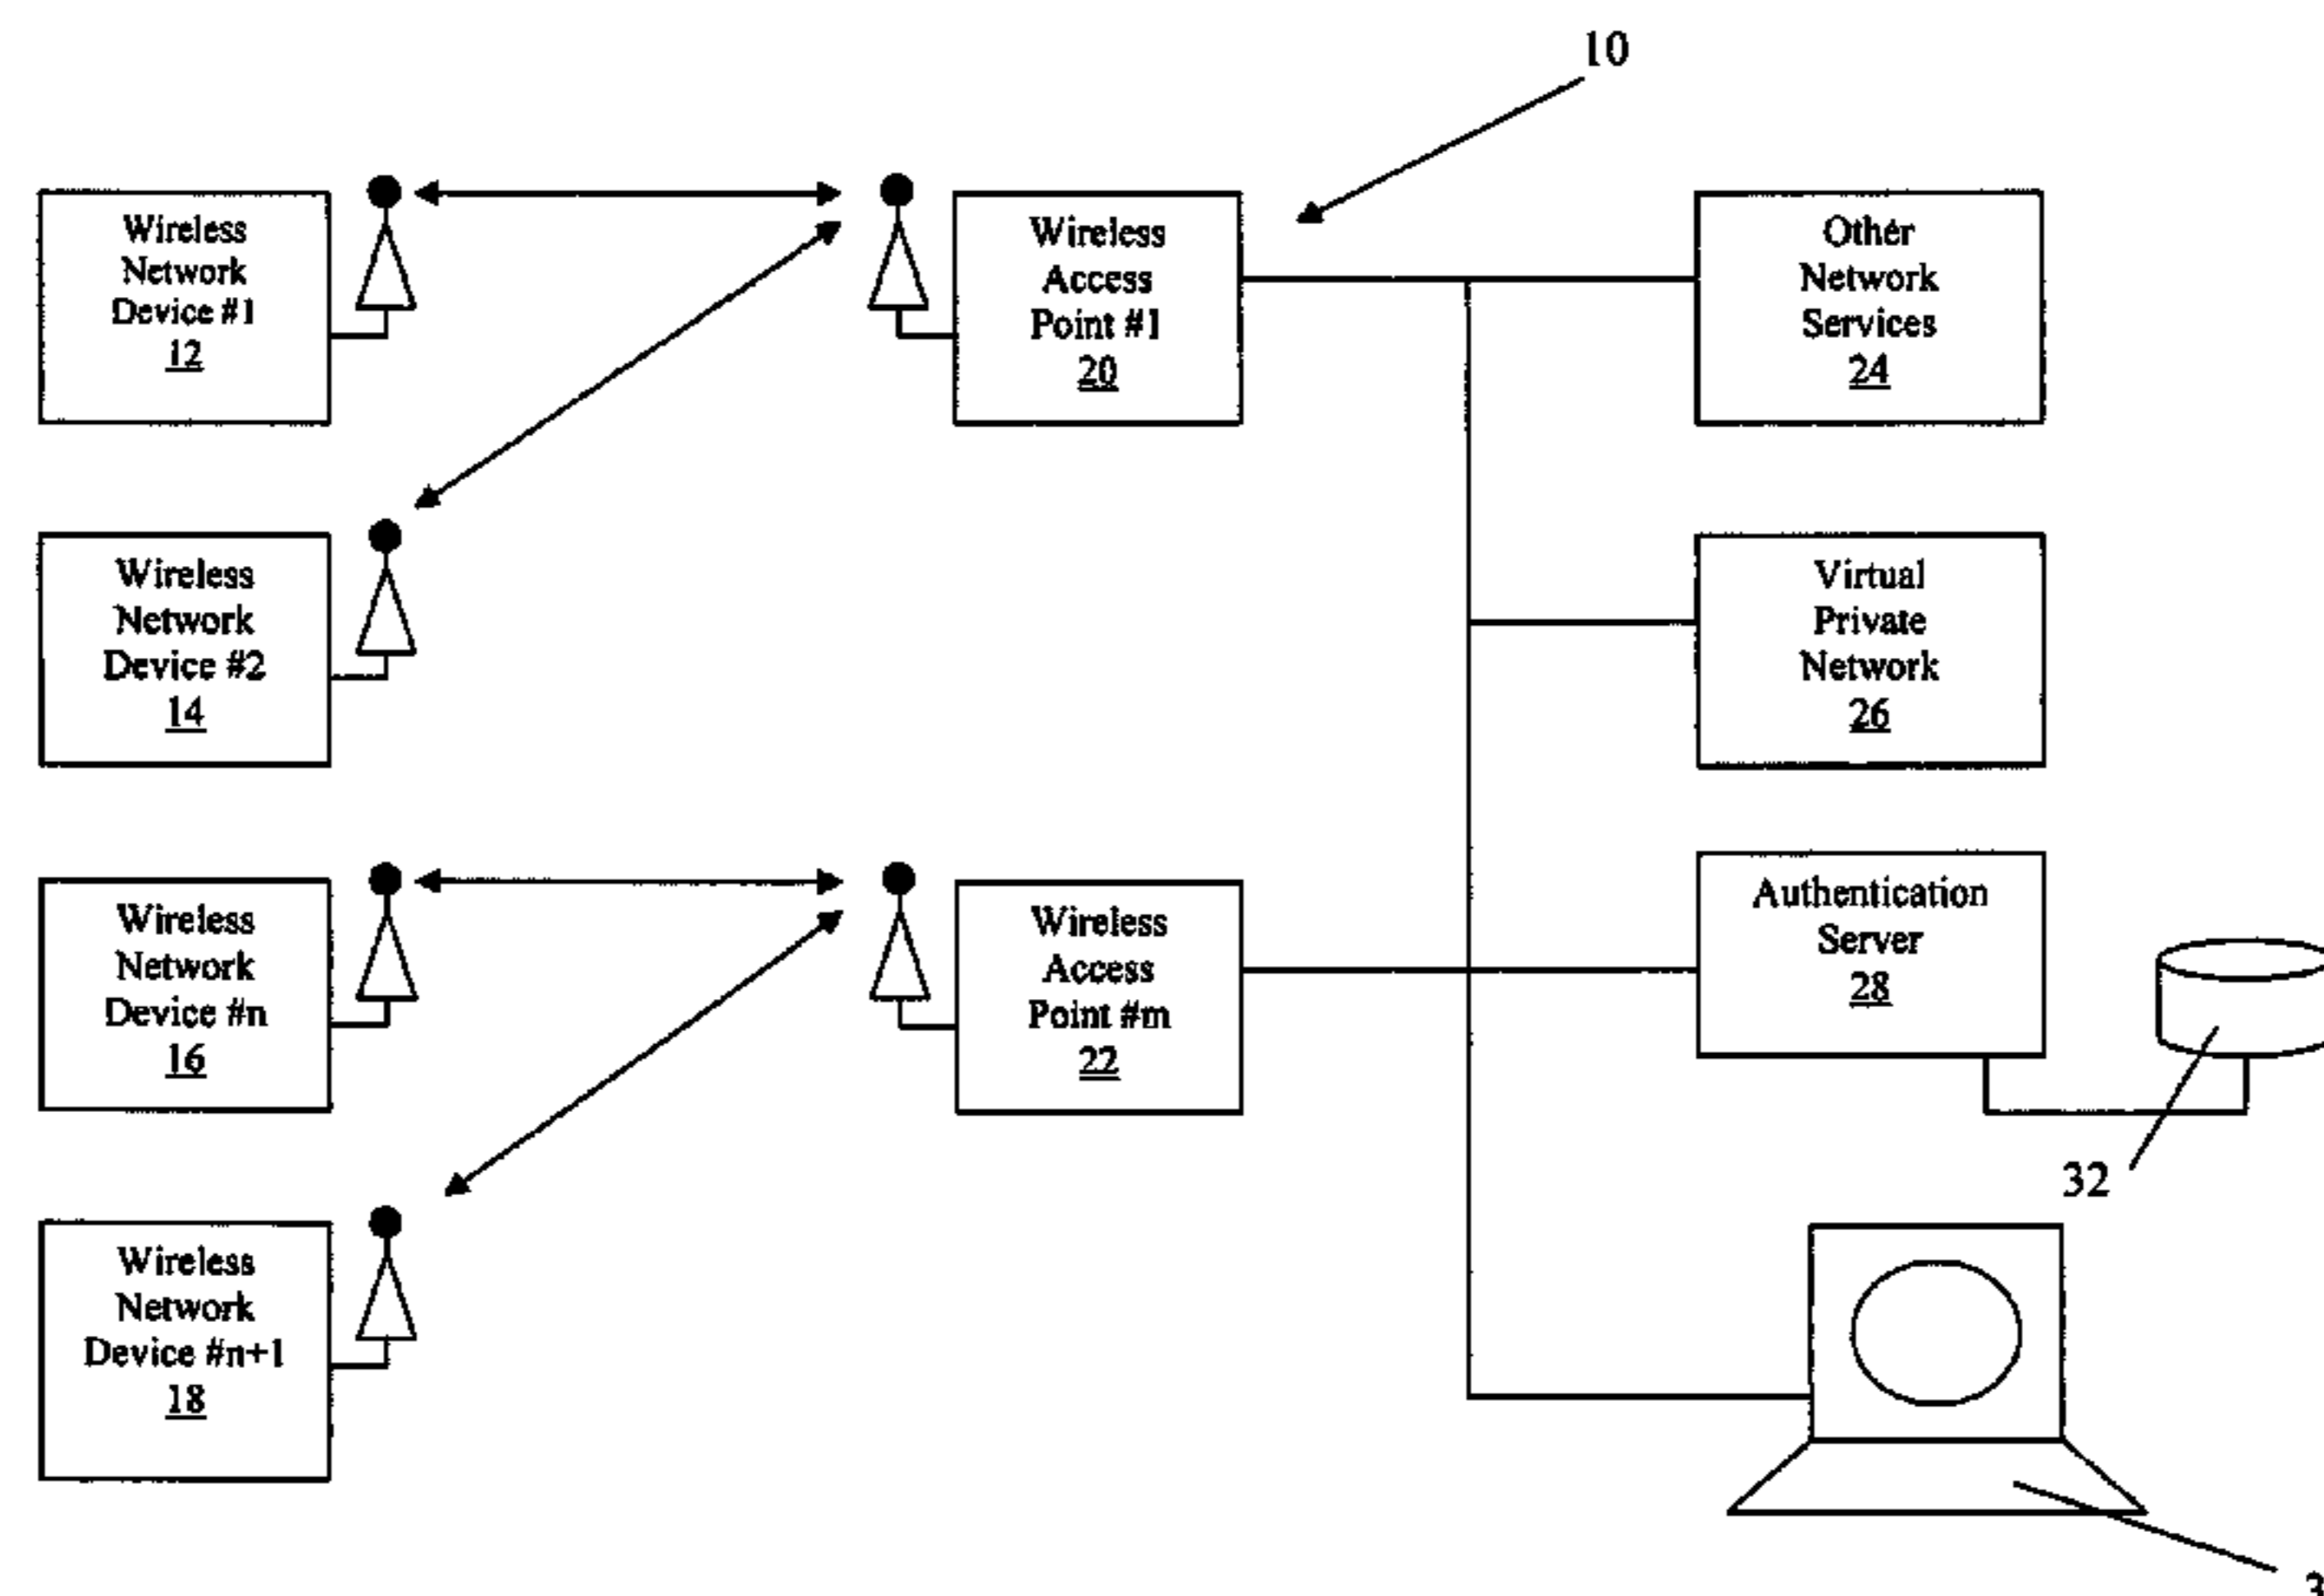 10
Wireless
Network
Device #1
12
Wireless
Access
Point #1
20
Other
Network
Services
24
Wireless
Network
Device #2
14
Virtual
Private
Network
26
Wireless
Network
Device #n
16
Wireless
Access
Point #m
22
Authentication
Server
28
32
Wireless
Network
Device #n+1
18